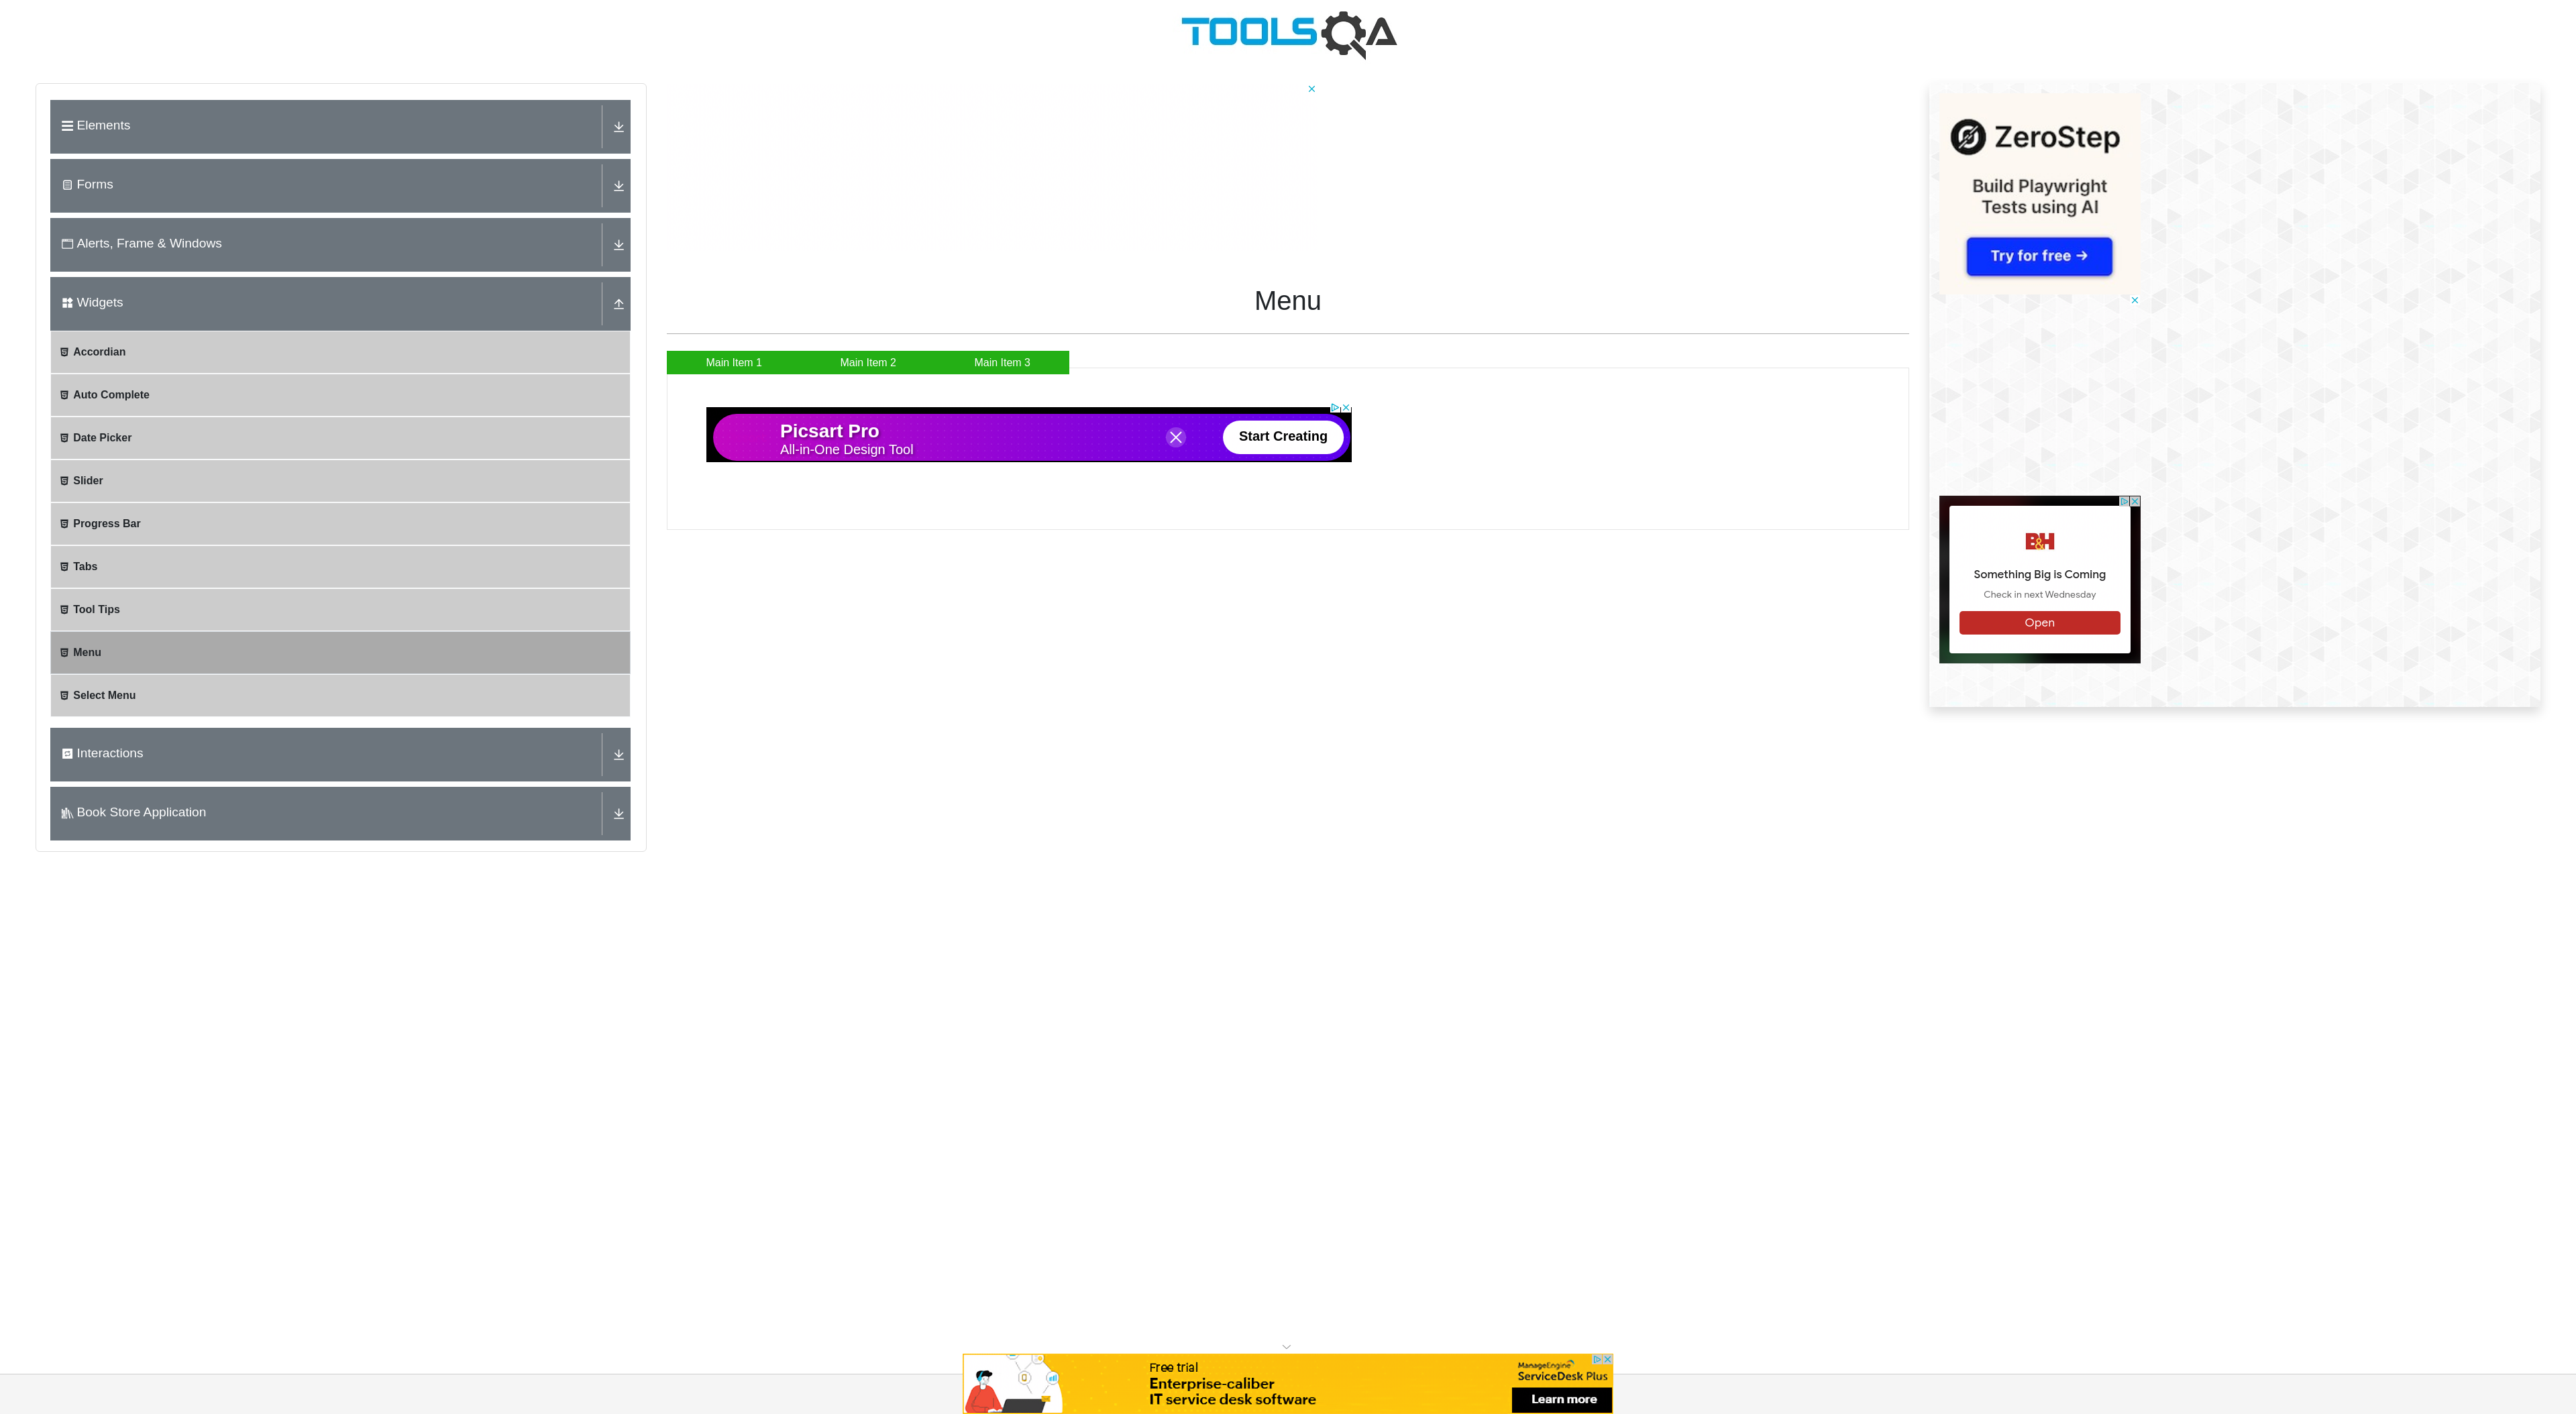 TOOLSQA
Elements
Forms
Alerts, Frame & Windows
Widgets
Accordian
Auto Complete
Date Picker
Slider
Progress Bar
Tabs
Tool Tips
Menu
Select Menu
Interactions
Book Store Application
Menu
Main Item 1
Main Item 2
Main Item 3
Picsart Pro
All-in-One Design Tool
Start Creating
ZeroStep
Build Playwright
Tests using AI
Try for free →
B&H
Something Big is Coming
Check in next Wednesday
Open
Free trial
Enterprise-caliber
IT service desk software
ManageEngine
ServiceDesk Plus
Learn more